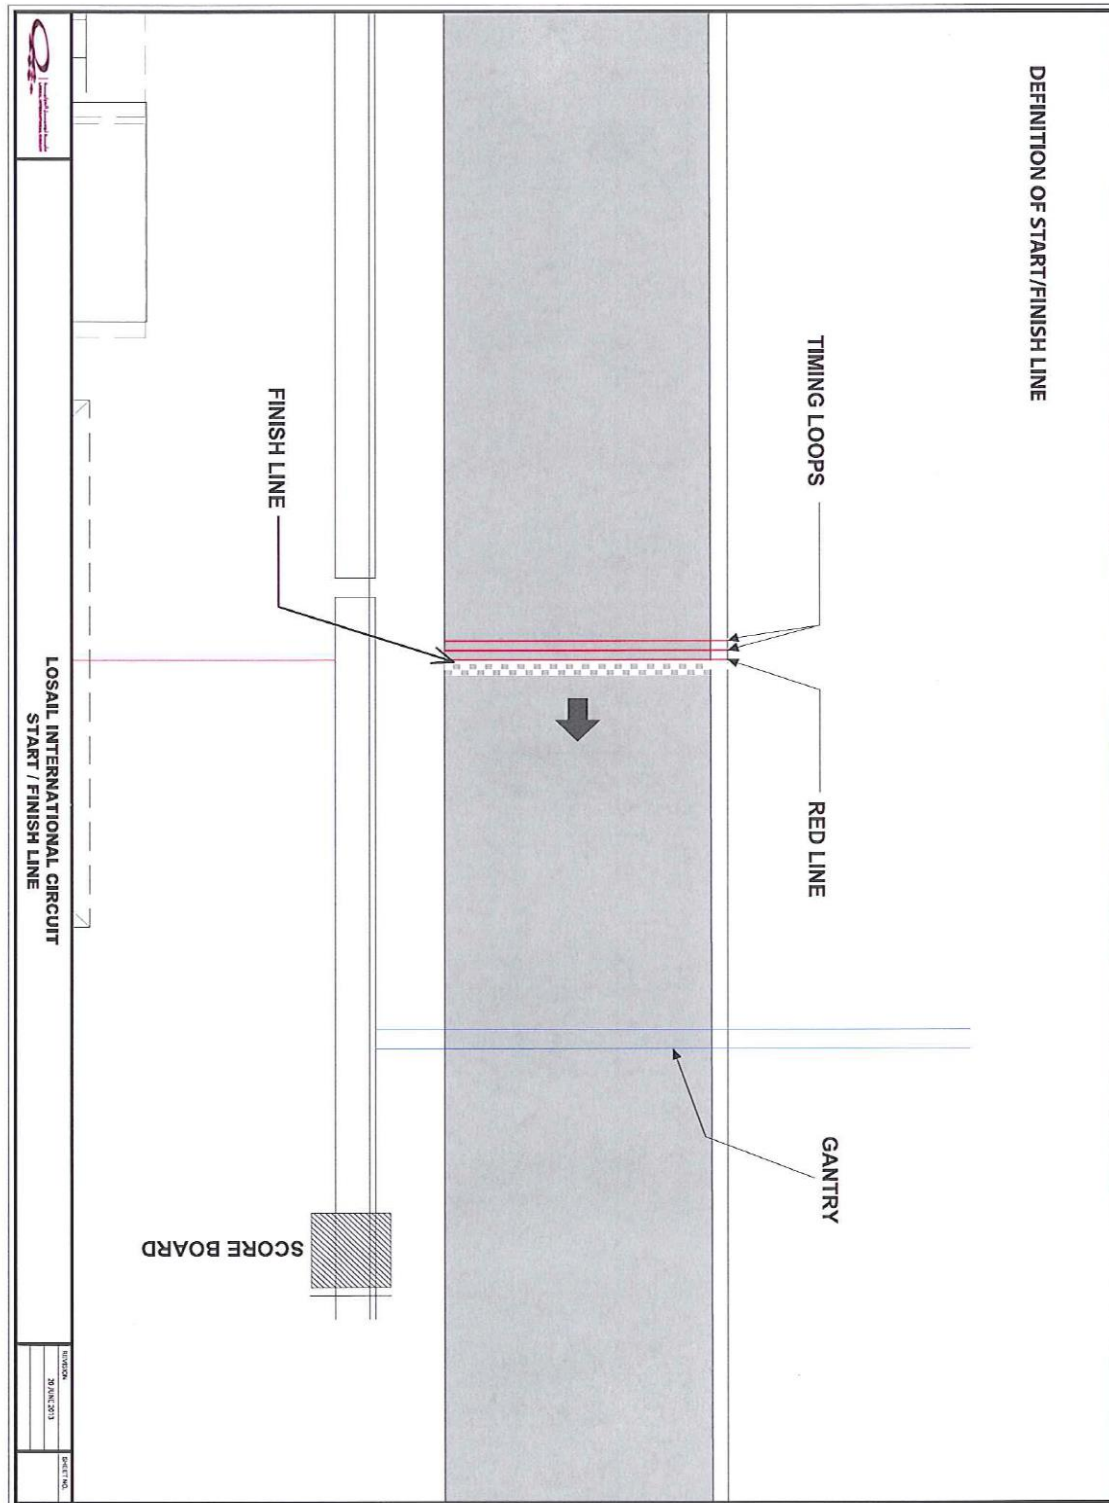 DEFINITION OF START/FINISH LINE
TIMING LOOPS
RED LINE
GANTRY
FINISH LINE
SCORE BOARD
LOSAIL INTERNATIONAL CIRCUIT
START / FINISH LINE
REVISION
20 JUNE 2013
SHEET NO.